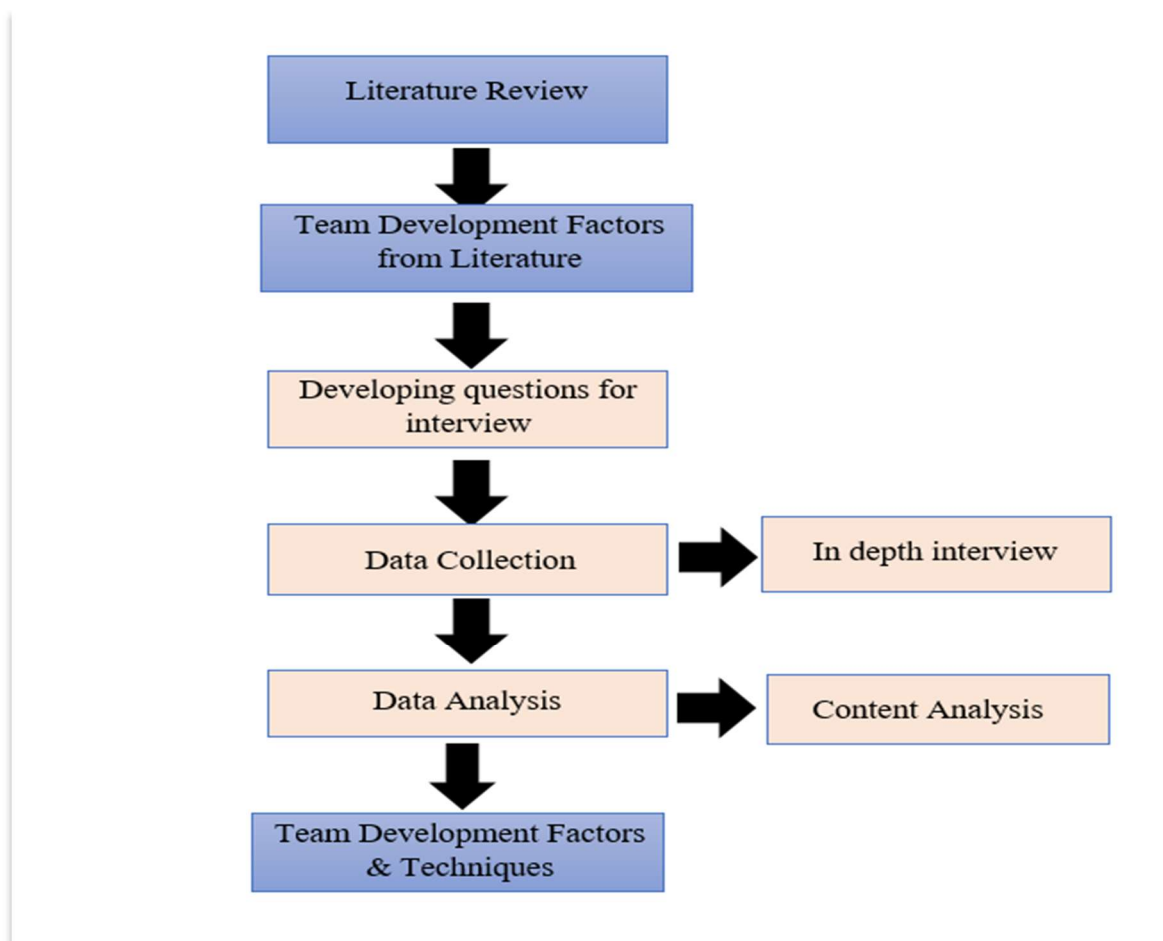 Literature Review
Team Development Factors
from Literature
Developing questions for
interview
Data Collection
In depth interview
Data Analysis
Content Analysis
Team Development Factors
& Techniques